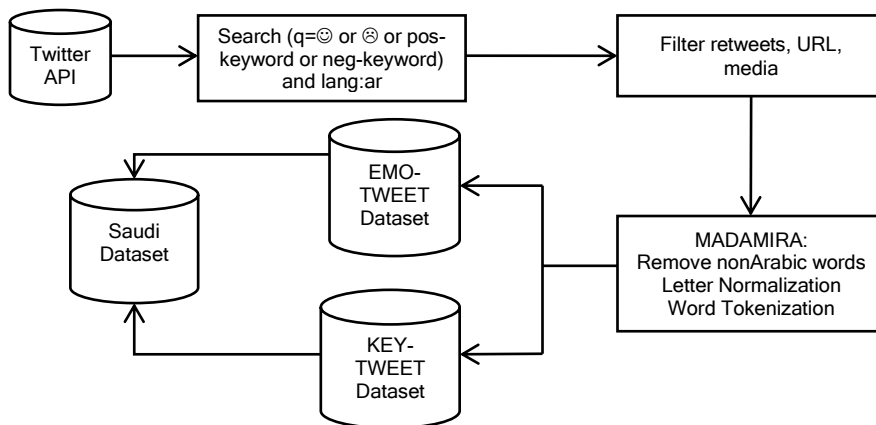 Twitter
API
Search (q=☺ or ☹ or pos-
keyword or neg-keyword)
and lang:ar
Filter retweets, URL,
media
EMO-
TWEET
Dataset
Saudi
Dataset
MADAMIRA:
Remove nonArabic words
Letter Normalization
Word Tokenization
KEY-
TWEET
Dataset